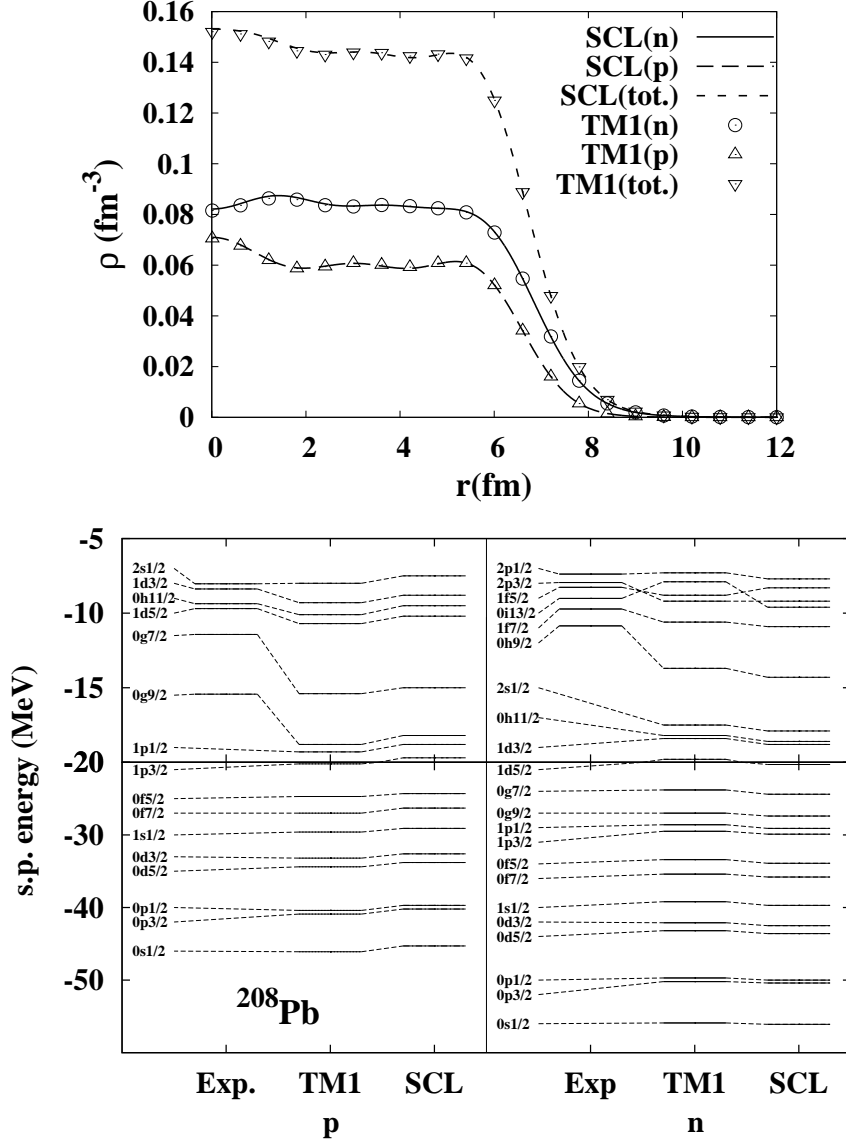 0.16
0.14
0.12
0.1
0.08
0.06
0.04
0.02
0
ρ (fm⁻³)
SCL(n)
SCL(p)
SCL(tot.)
TM1(n)
TM1(p)
TM1(tot.)
0 2 4 6 8 10 12
r(fm)
s.p. energy (MeV)
-5
-10
-15
-20
-30
-40
-50
2s1/2
1d3/2
0h11/2
1d5/2
0g7/2
0g9/2
1p1/2
1p3/2
0f5/2
0f7/2
1s1/2
0d3/2
0d5/2
0p1/2
0p3/2
0s1/2
²⁰⁸Pb
2p1/2
2p3/2
1f5/2
0i13/2
1f7/2
0h9/2
2s1/2
0h11/2
1d3/2
1d5/2
0g7/2
0g9/2
1p1/2
1p3/2
0f5/2
0f7/2
1s1/2
0d3/2
0d5/2
0p1/2
0p3/2
0s1/2
Exp. TM1 SCL Exp TM1 SCL
p n